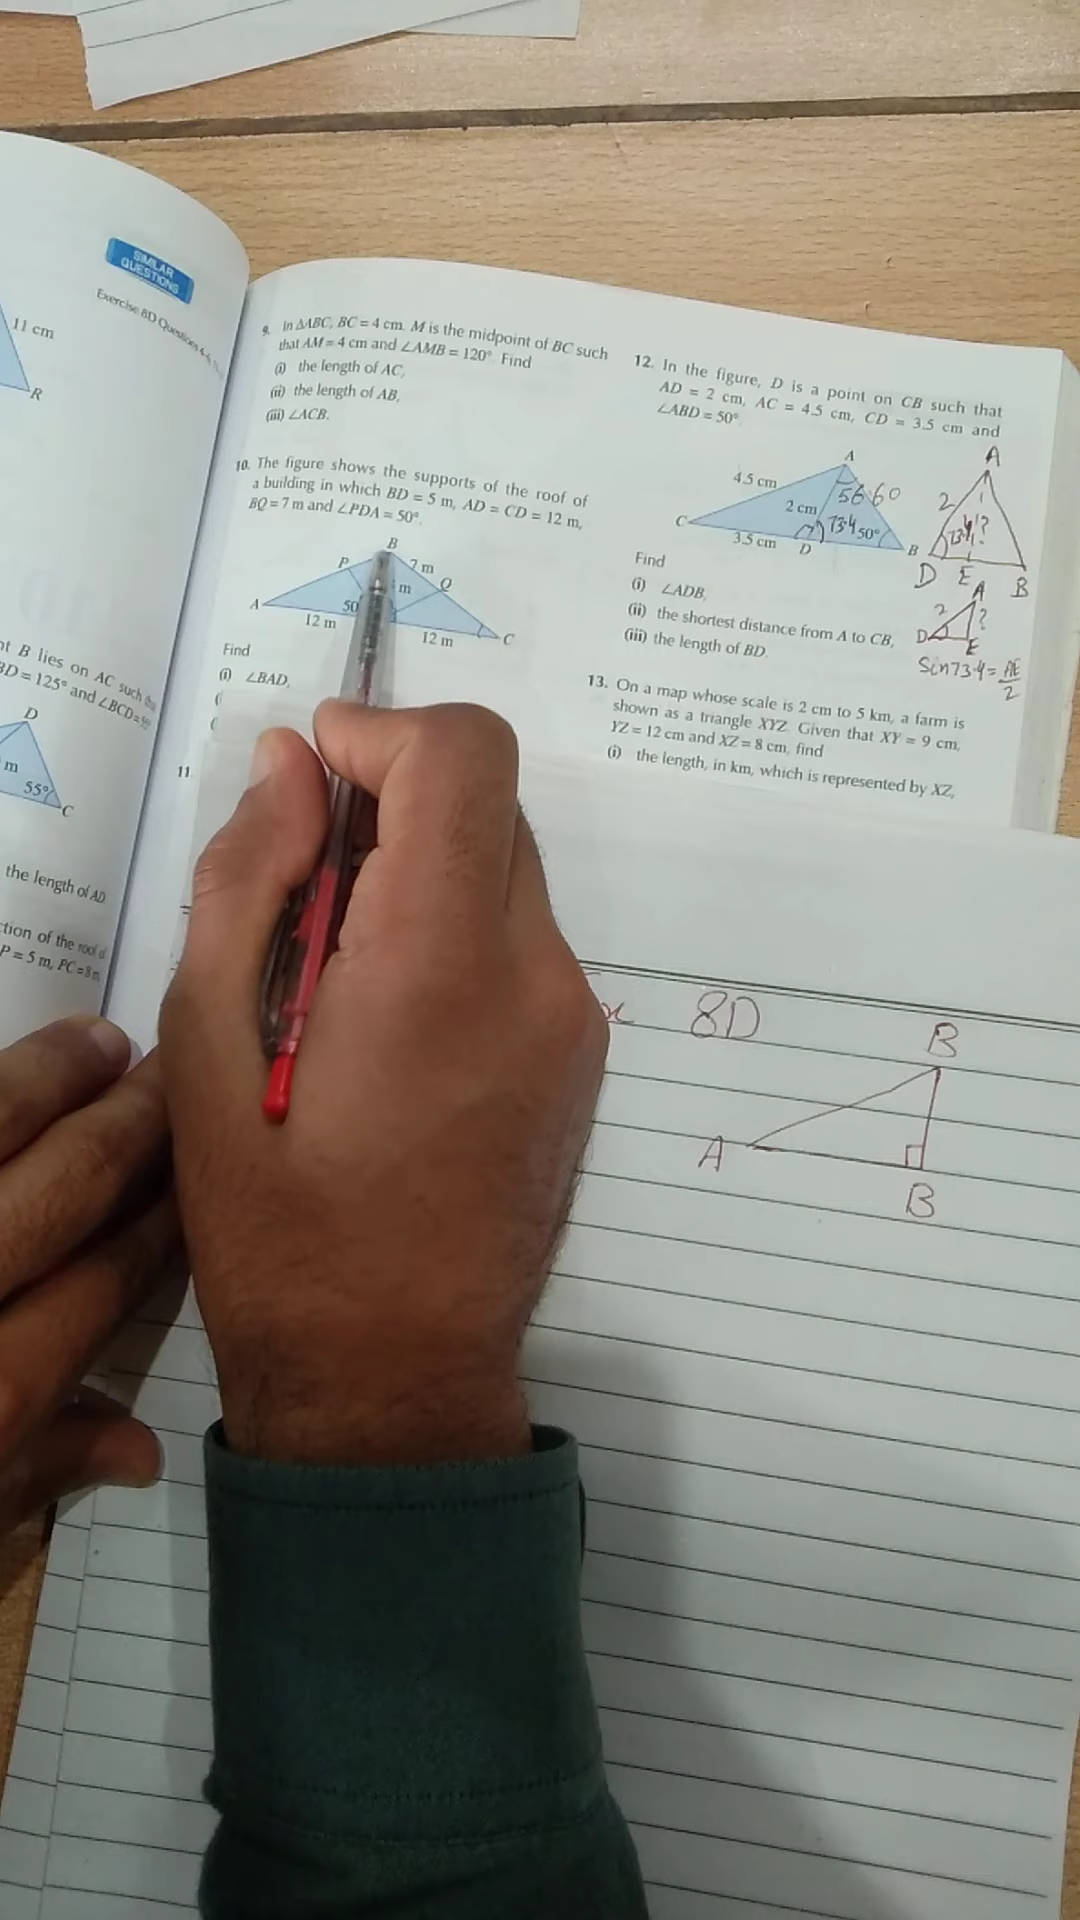 SIMILAR
QUESTIONS
Exercise 8D Questions
11 cm
R
nt B lies on AC such
BD = 125° and ∠BCD =
D
m
55°
C
the length of AD
ction of the roof of
P = 5 m, PC = 8 m,
9. In ΔABC, BC = 4 cm. M is the midpoint of BC such
that AM = 4 cm and ∠AMB = 120°. Find
(i) the length of AC,
(ii) the length of AB,
(iii) ∠ACB.
10. The figure shows the supports of the roof of
a building in which BD = 5 m, AD = CD = 12 m,
BQ = 7 m and ∠PDA = 50°.
B
P
7 m
Q
m
A
50
12 m
12 m
C
Find
(i) ∠BAD,
11.
12. In the figure, D is a point on CB such that
AD = 2 cm, AC = 4.5 cm, CD = 3.5 cm and
∠ABD = 50°.
A
4.5 cm
56.60
2 cm
73.4
50°
C
3.5 cm
D
B
A
2
73.4
?
D
E
B
A
2
?
D
E
Sin73.4 = AE
2
Find
(i) ∠ADB,
(ii) the shortest distance from A to CB,
(iii) the length of BD.
13. On a map whose scale is 2 cm to 5 km, a farm is
shown as a triangle XYZ. Given that XY = 9 cm,
YZ = 12 cm and XZ = 8 cm, find
(i) the length, in km, which is represented by XZ,
8D
B
A
B